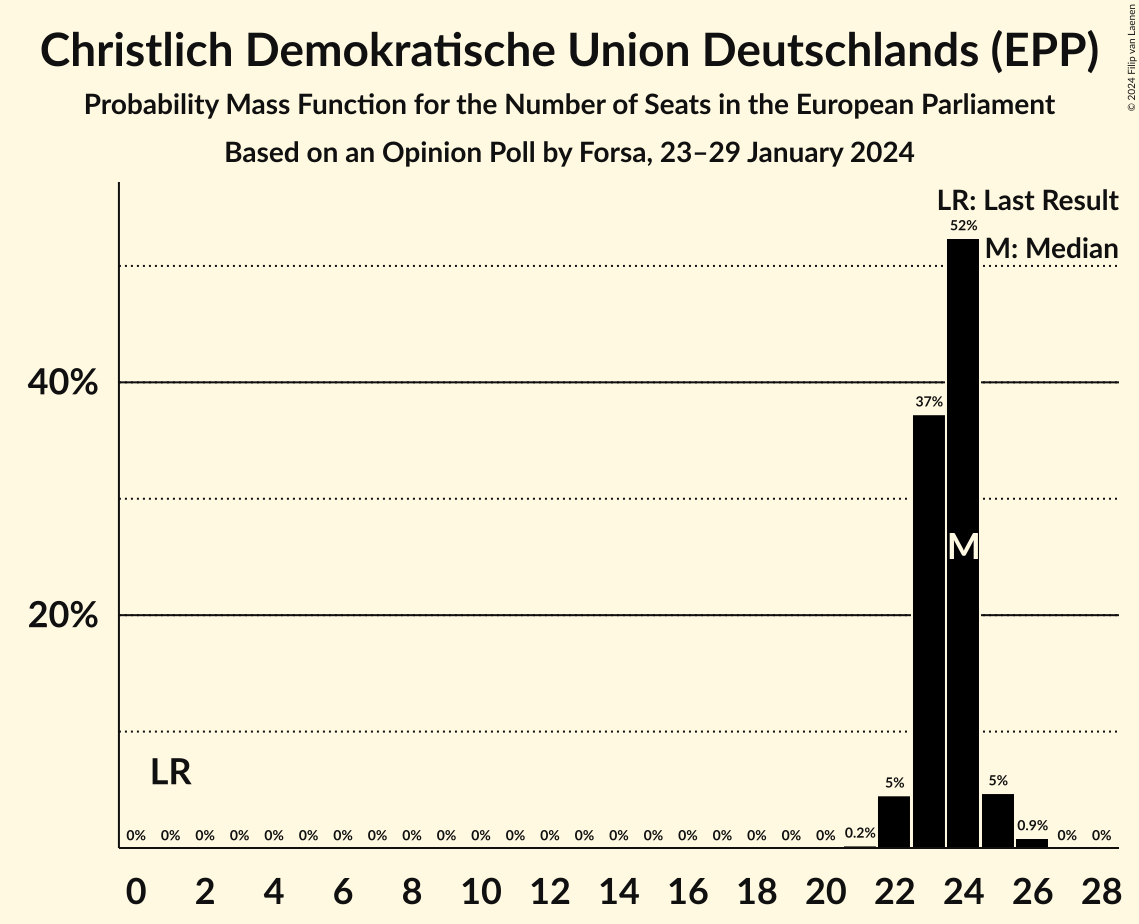 Christlich Demokratische Union Deutschlands (EPP)
Probability Mass Function for the Number of Seats in the European Parliament
Based on an Opinion Poll by Forsa, 23–29 January 2024
© 2024 Filip van Laenen
LR: Last Result
M: Median
52%
40%
37%
M
20%
LR
0% 0% 0% 0% 0% 0% 0% 0% 0% 0% 0% 0% 0% 0% 0% 0% 0% 0% 0% 0% 0% 0.2% 5% 5% 0.9% 0% 0%
0 2 4 6 8 10 12 14 16 18 20 22 24 26 28